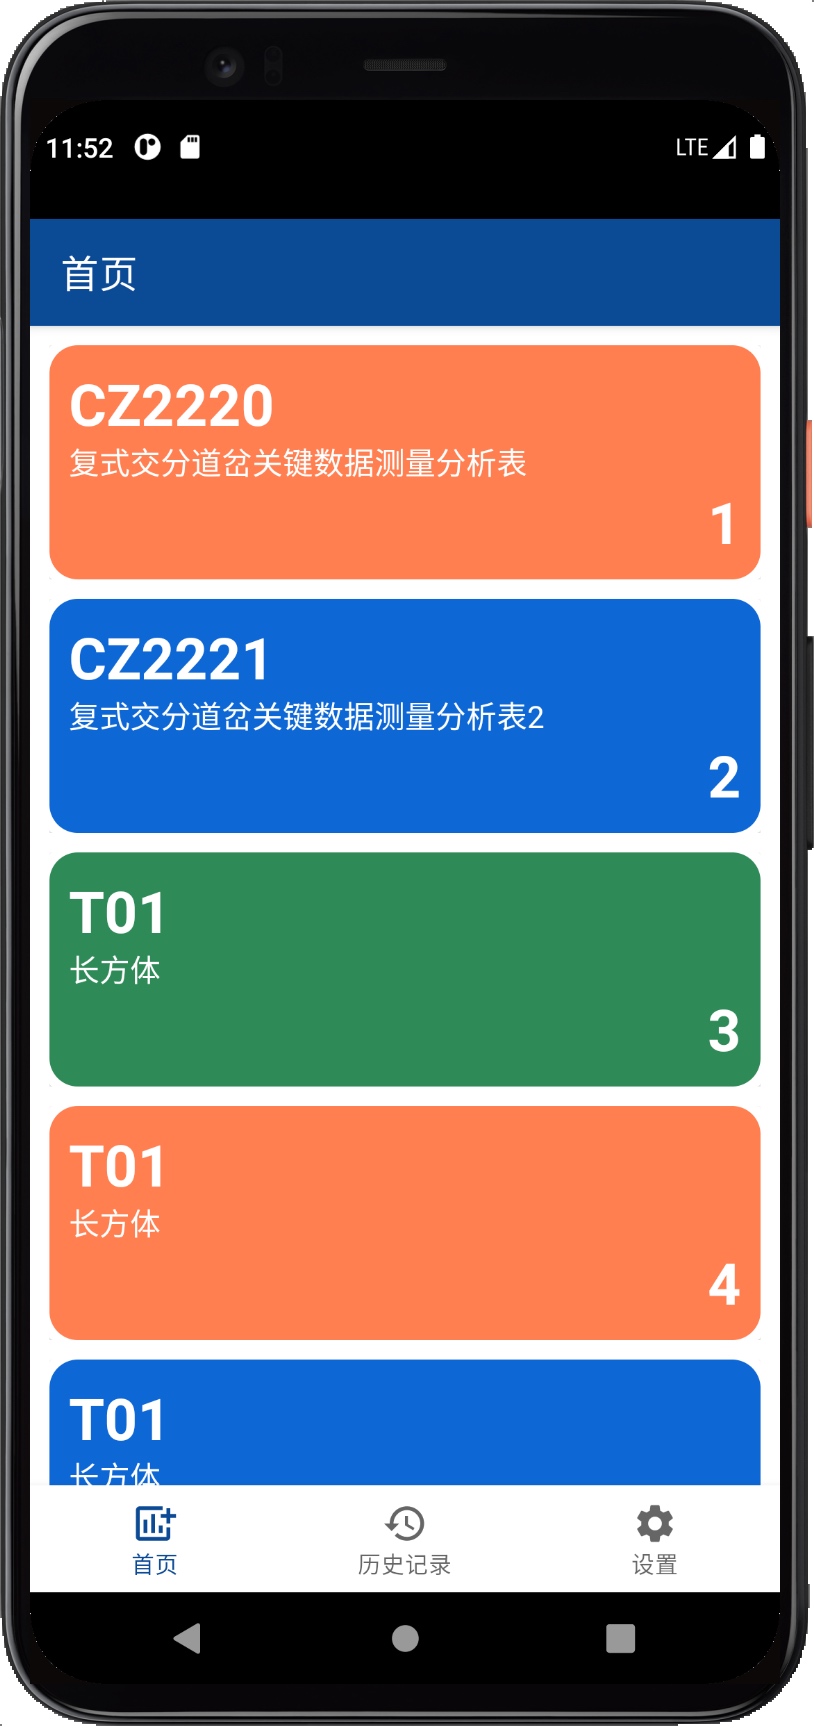 11:52 LTE
首页
CZ2220
复式交分道岔关键数据测量分析表
1
CZ2221
复式交分道岔关键数据测量分析表2
2
T01
长方体
3
T01
长方体
4
T01
长方体
首页 历史记录 设置